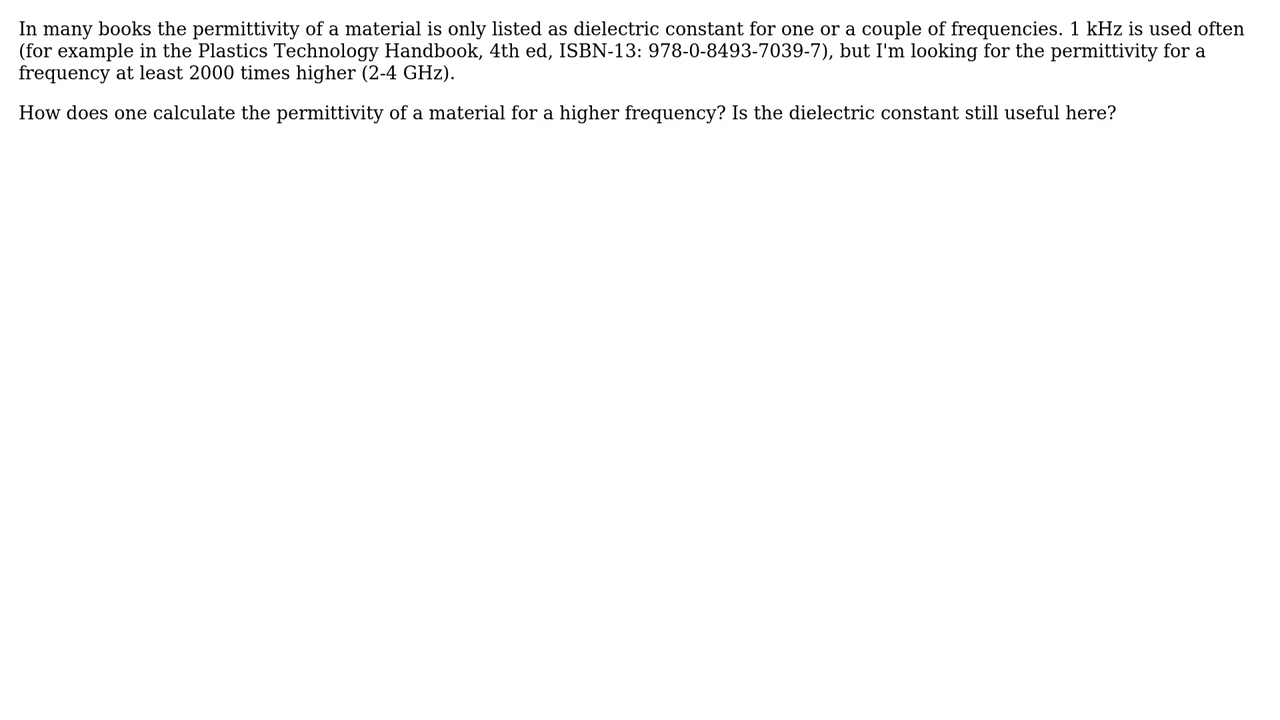 In many books the permittivity of a material is only listed as dielectric constant for one or a couple of frequencies. 1 kHz is used often
(for example in the Plastics Technology Handbook, 4th ed, ISBN-13: 978-0-8493-7039-7), but I'm looking for the permittivity for a
frequency at least 2000 times higher (2-4 GHz).
How does one calculate the permittivity of a material for a higher frequency? Is the dielectric constant still useful here?